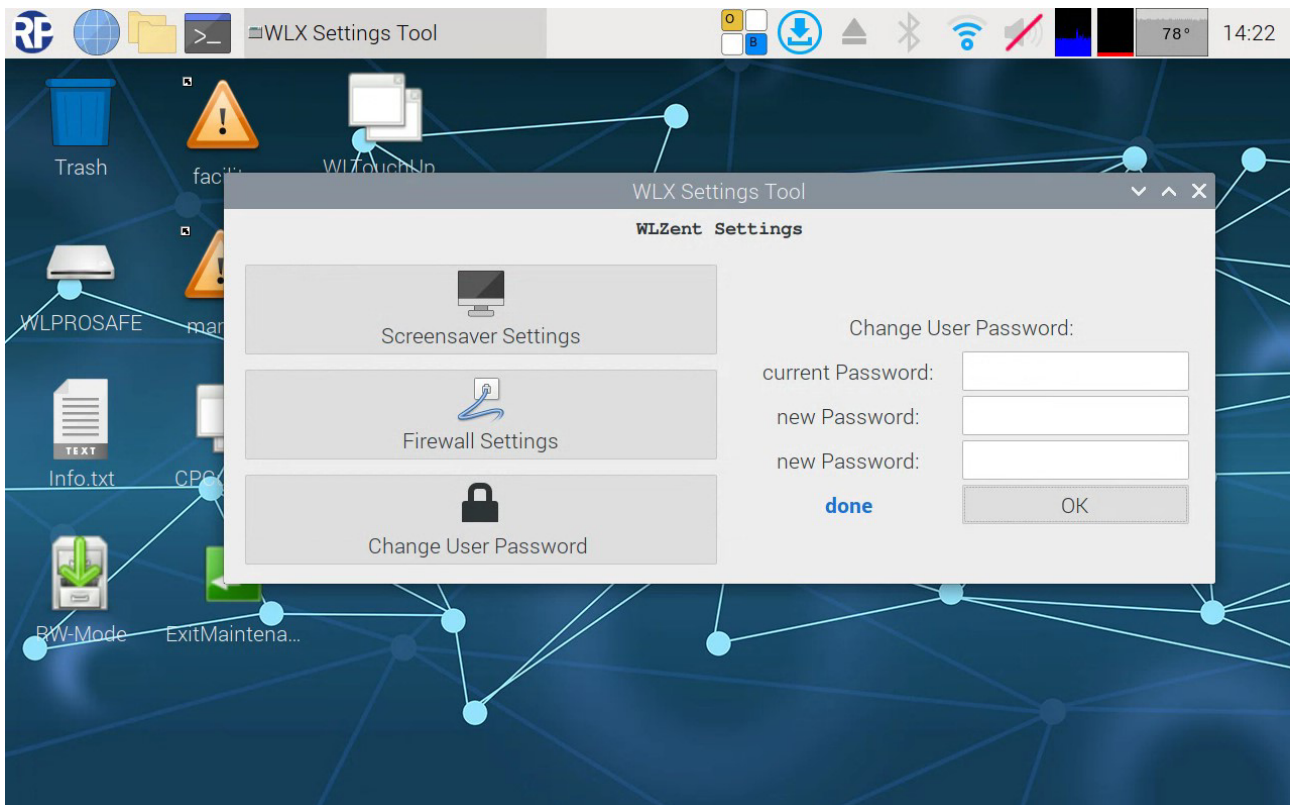 RP
WLX Settings Tool
O
B
78°
14:22
Trash
WLTouchUp
WLX Settings Tool
WLZent Settings
WLPROSAFE
Screensaver Settings
Change User Password:
current Password:
Firewall Settings
new Password:
new Password:
TEXT
Info.txt
done
OK
Change User Password
RW-Mode
ExitMaintena...